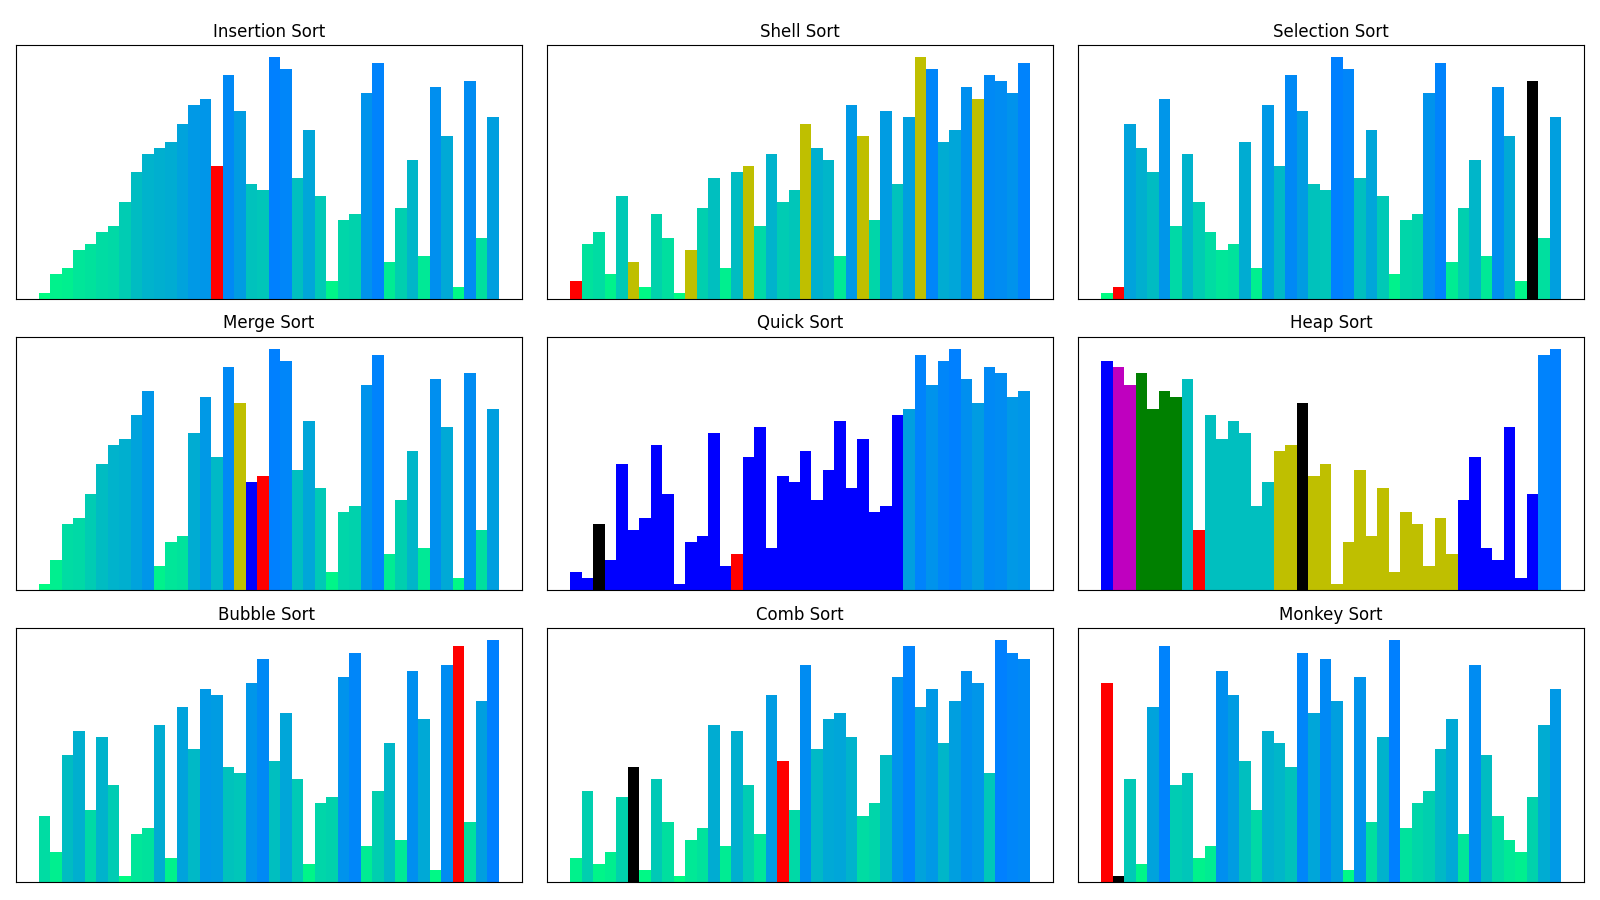 Insertion Sort
Shell Sort
Selection Sort
Merge Sort
Quick Sort
Heap Sort
Bubble Sort
Comb Sort
Monkey Sort